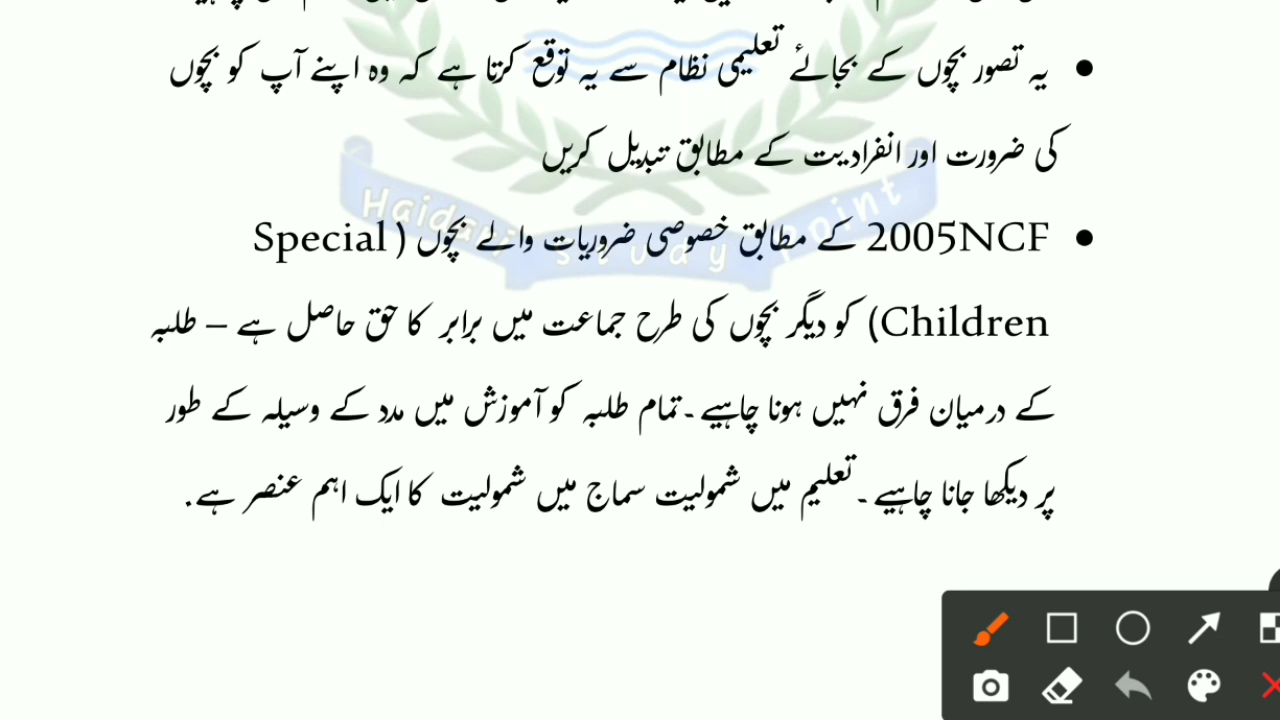 یہ تصور بچوں کے بجائے تعلیمی نظام سے یہ توقع کرتا ہے کہ وہ اپنے آپ کو بچوں
کی ضرورت اور انفرادیت کے مطابق تبدیل کریں
2005NCF کے مطابق خصوصی ضروریات والے بچوں (Special
Children) کو دیگر بچوں کی طرح جماعت میں برابر کا حق حاصل ہے – طلبہ
کے درمیان فرق نہیں ہونا چاہیے۔تمام طلبہ کو آموزش میں مدد کے وسیلہ کے طور
پر دیکھا جانا چاہیے۔تعلیم میں شمولیت سماج میں شمولیت کا ایک اہم عنصر ہے.
Haidari Study Point